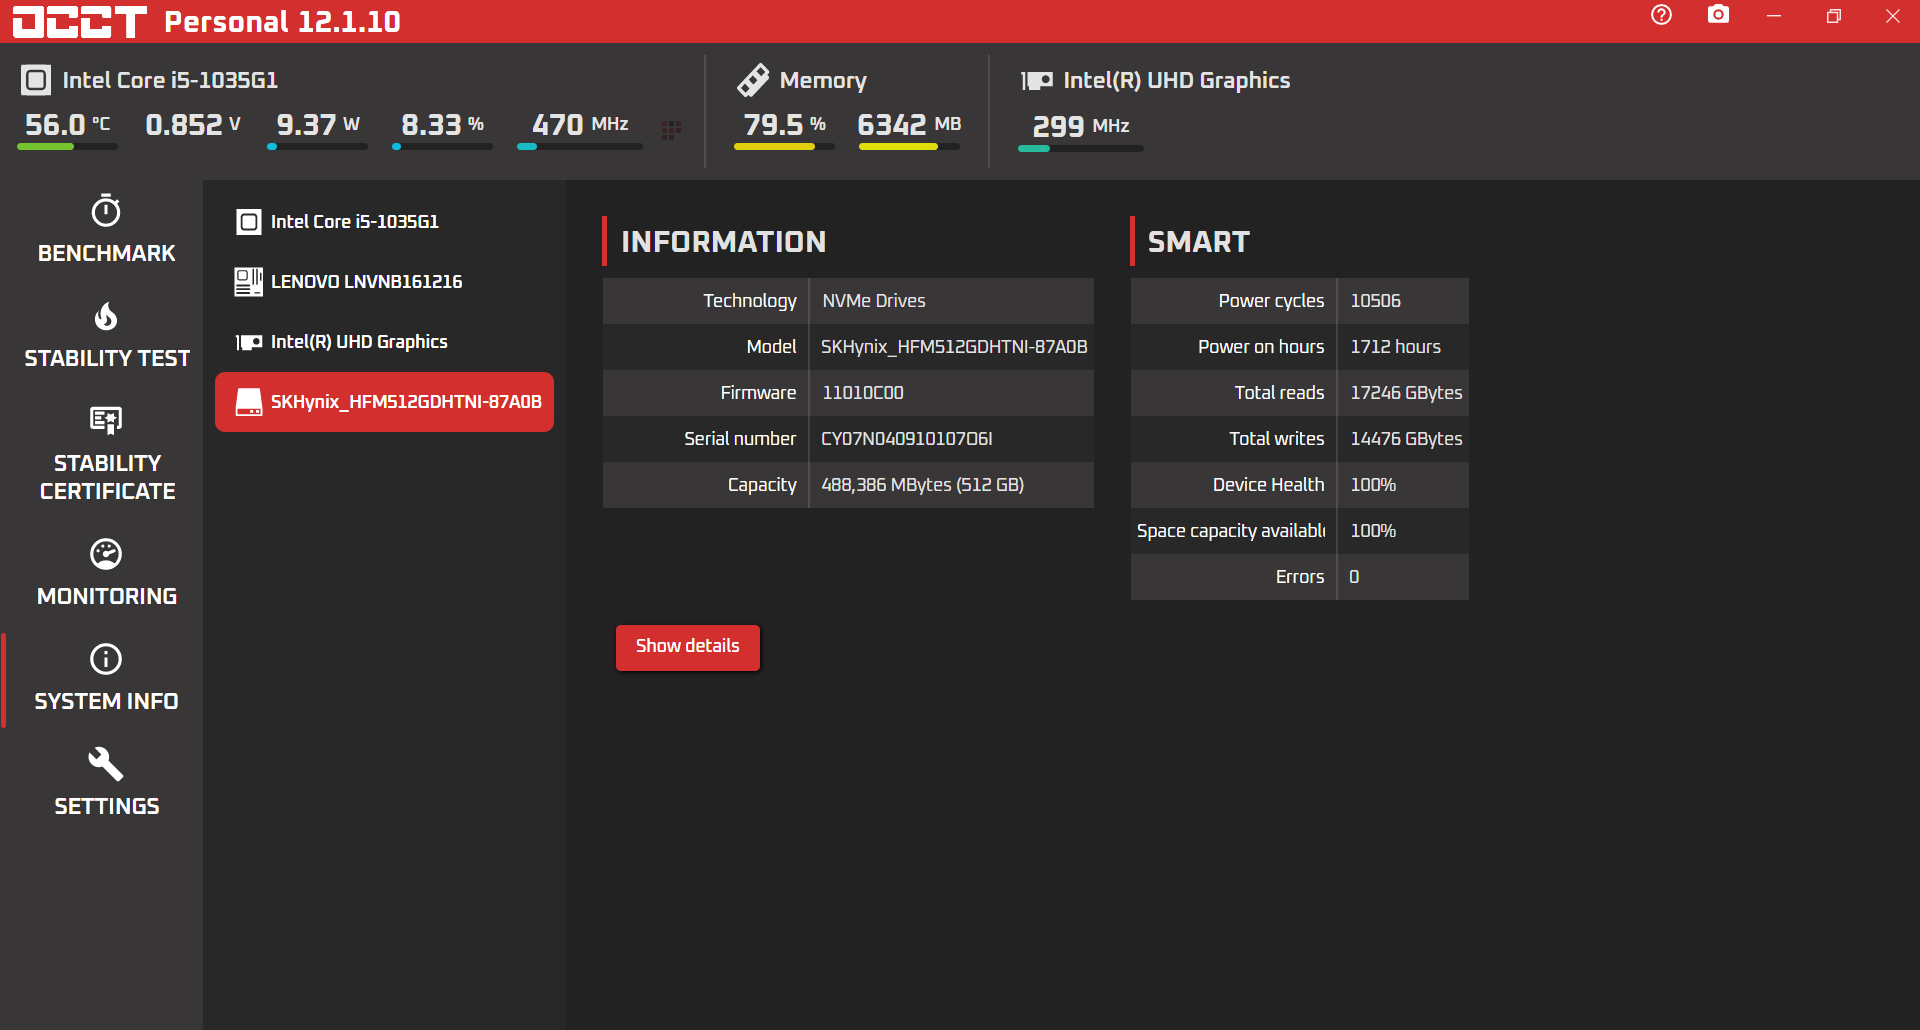 OCCT Personal 12.1.10
Intel Core i5-1035G1
56.0 °C 0.852 V 9.37 W 8.33 % 470 MHz
Memory
79.5 % 6342 MB
Intel(R) UHD Graphics
299 MHz
BENCHMARK
STABILITY TEST
STABILITY
CERTIFICATE
MONITORING
SYSTEM INFO
SETTINGS
Intel Core i5-1035G1
LENOVO LNVNB161216
Intel(R) UHD Graphics
SKHynix_HFM512GDHTNI-87A0B
INFORMATION
Technology NVMe Drives
Model SKHynix_HFM512GDHTNI-87A0B
Firmware 11010C00
Serial number CY07N04091010706I
Capacity 488,386 MBytes (512 GB)
Show details
SMART
Power cycles 10506
Power on hours 1712 hours
Total reads 17246 GBytes
Total writes 14476 GBytes
Device Health 100%
Space capacity availabl 100%
Errors 0